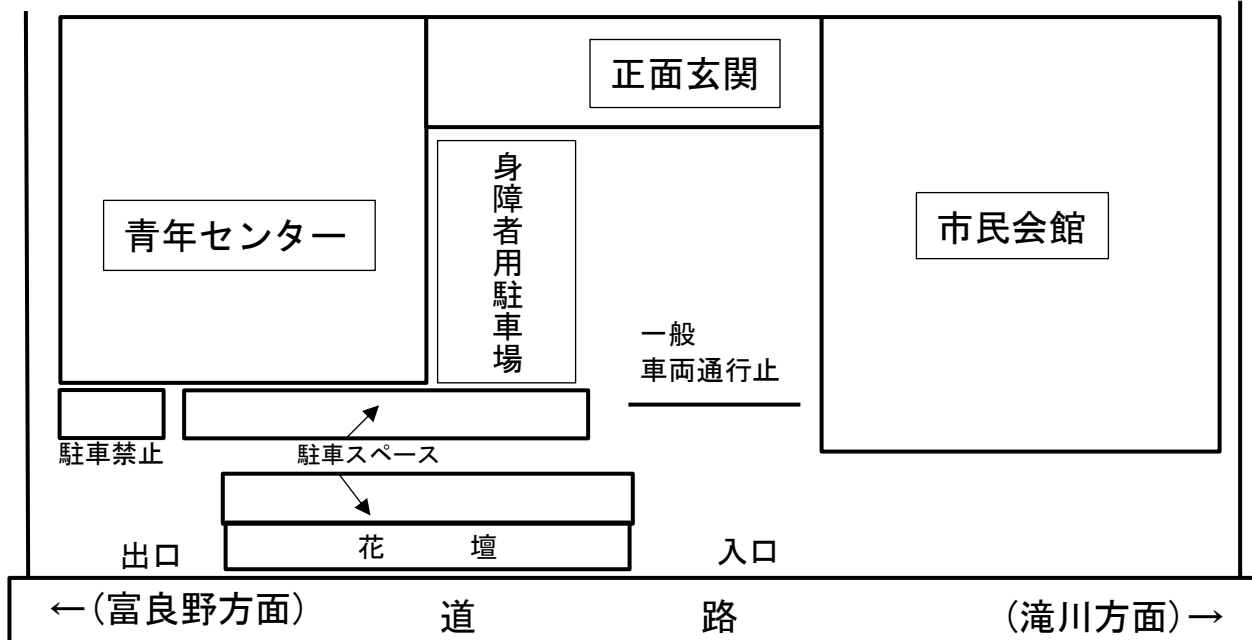 正面玄関
青年センター
身障者用駐車場
市民会館
一般
車両通行止
駐車禁止
駐車スペース
出口
花　壇
入口
←(富良野方面)
道　路
(滝川方面)→